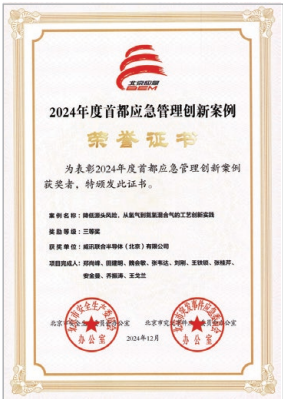 北京应急
BEM
2024年度首都应急管理创新案例
荣誉证书
为表彰2024年度首都应急管理创新案例
获奖者，特颁发此证书。
案例名称：降低源头风险，从氢气到氮氢混合气的工艺创新实践
奖励等级：三等奖
获奖单位：威讯联合半导体（北京）有限公司
项目完成人：郑尚峰、田建明、魏会敏、张韦达、刘刚、王铁锁、张桂芹、
安金曼、齐振涛、王龙兰
北京市安全生产委员会办公室
北京市突发事件应急委员会办公室
2024年12月